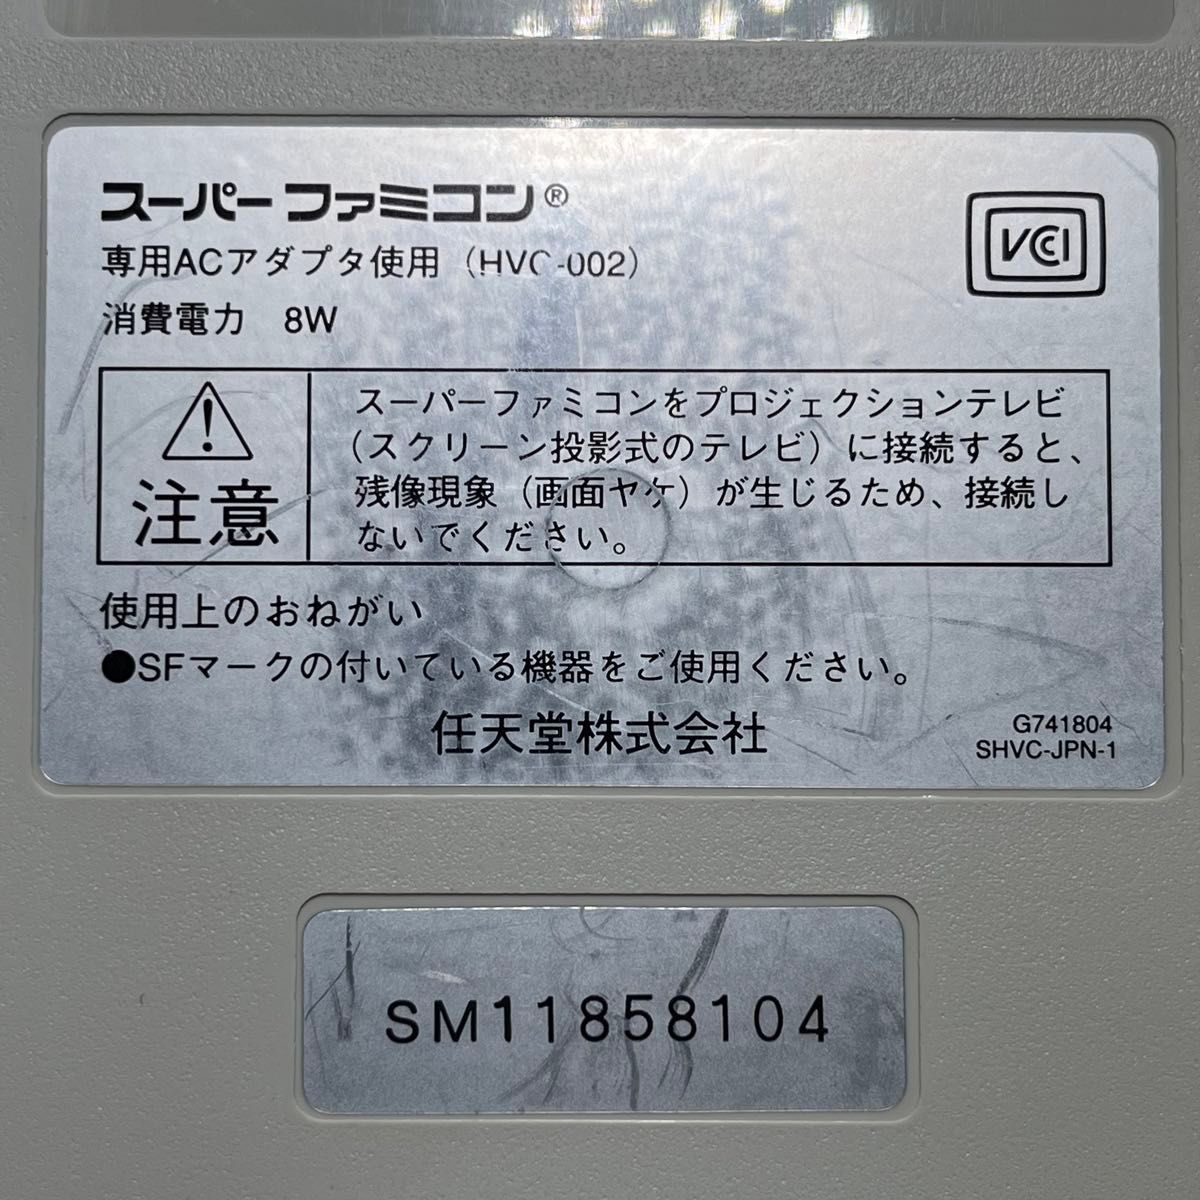 スーパーファミコン®
VCCI
専用ACアダプタ使用（HVC-002）
消費電力　8W
注意
スーパーファミコンをプロジェクションテレビ
（スクリーン投影式のテレビ）に接続すると、
残像現象（画面ヤケ）が生じるため、接続し
ないでください。
使用上のおねがい
●SFマークの付いている機器をご使用ください。
任天堂株式会社
G741804
SHVC-JPN-1
SM11858104